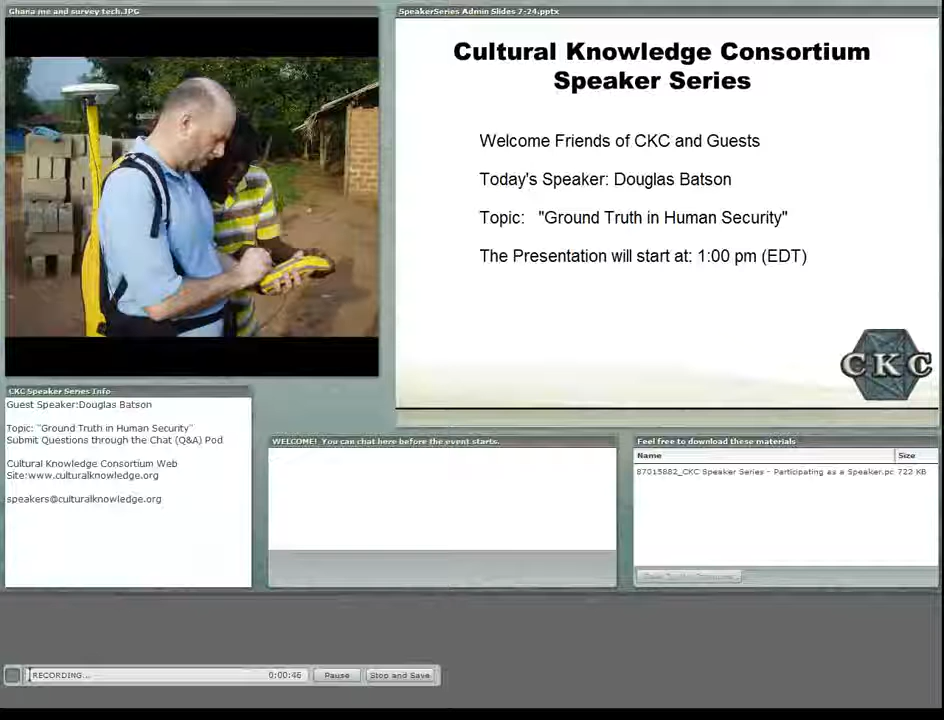 Ghana me and survey tech.JPG
SpeakerSeries Admin Slides 7-24.pptx
Cultural Knowledge Consortium
Speaker Series
Welcome Friends of CKC and Guests
Today's Speaker: Douglas Batson
Topic: "Ground Truth in Human Security"
The Presentation will start at: 1:00 pm (EDT)
CKC
CKC Speaker Series Info
Guest Speaker:Douglas Batson
Topic: "Ground Truth in Human Security"
Submit Questions through the Chat (Q&A) Pod
Cultural Knowledge Consortium Web
Site:www.culturalknowledge.org
speakers@culturalknowledge.org
WELCOME! You can chat here before the event starts.
Feel free to download these materials
Name Size
87015882_CKC Speaker Series - Participating as a Speaker.pc 722 KB
RECORDING... 0:00:46 Pause Stop and Save